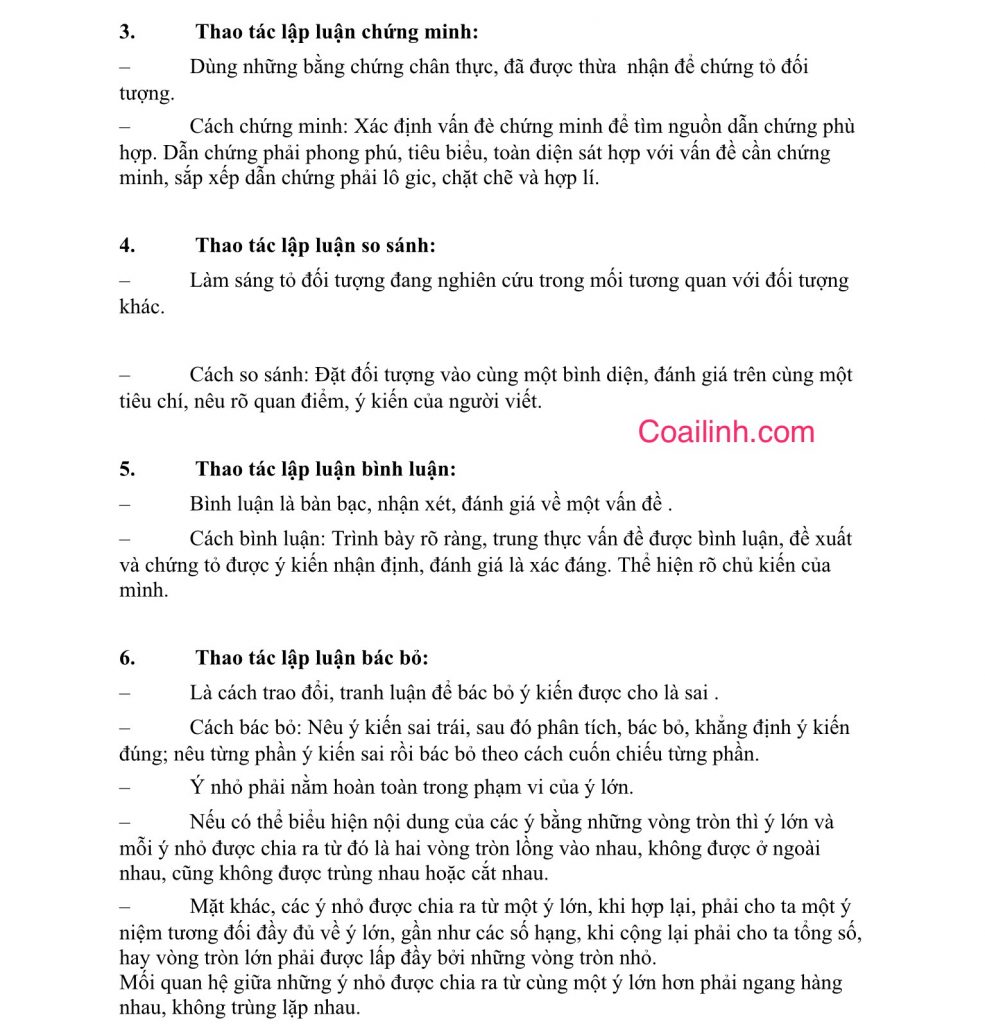 3. Thao tác lập luận chứng minh:
– Dùng những bằng chứng chân thực, đã được thừa nhận để chứng tỏ đối
tượng.
– Cách chứng minh: Xác định vấn đè chứng minh để tìm nguồn dẫn chứng phù
hợp. Dẫn chứng phải phong phú, tiêu biểu, toàn diện sát hợp với vấn đề cần chứng
minh, sắp xếp dẫn chứng phải lô gic, chặt chẽ và hợp lí.
4. Thao tác lập luận so sánh:
– Làm sáng tỏ đối tượng đang nghiên cứu trong mối tương quan với đối tượng
khác.
– Cách so sánh: Đặt đối tượng vào cùng một bình diện, đánh giá trên cùng một
tiêu chí, nêu rõ quan điểm, ý kiến của người viết.
Coailinh.com
5. Thao tác lập luận bình luận:
– Bình luận là bàn bạc, nhận xét, đánh giá về một vấn đề .
– Cách bình luận: Trình bày rõ ràng, trung thực vấn đề được bình luận, đề xuất
và chứng tỏ được ý kiến nhận định, đánh giá là xác đáng. Thể hiện rõ chủ kiến của
mình.
6. Thao tác lập luận bác bỏ:
– Là cách trao đổi, tranh luận để bác bỏ ý kiến được cho là sai .
– Cách bác bỏ: Nêu ý kiến sai trái, sau đó phân tích, bác bỏ, khẳng định ý kiến
đúng; nêu từng phần ý kiến sai rồi bác bỏ theo cách cuốn chiếu từng phần.
– Ý nhỏ phải nằm hoàn toàn trong phạm vi của ý lớn.
– Nếu có thể biểu hiện nội dung của các ý bằng những vòng tròn thì ý lớn và
mỗi ý nhỏ được chia ra từ đó là hai vòng tròn lồng vào nhau, không được ở ngoài
nhau, cũng không được trùng nhau hoặc cắt nhau.
– Mặt khác, các ý nhỏ được chia ra từ một ý lớn, khi hợp lại, phải cho ta một ý
niệm tương đối đầy đủ về ý lớn, gần như các số hạng, khi cộng lại phải cho ta tổng số,
hay vòng tròn lớn phải được lấp đầy bởi những vòng tròn nhỏ.
Mối quan hệ giữa những ý nhỏ được chia ra từ cùng một ý lớn hơn phải ngang hàng
nhau, không trùng lặp nhau.